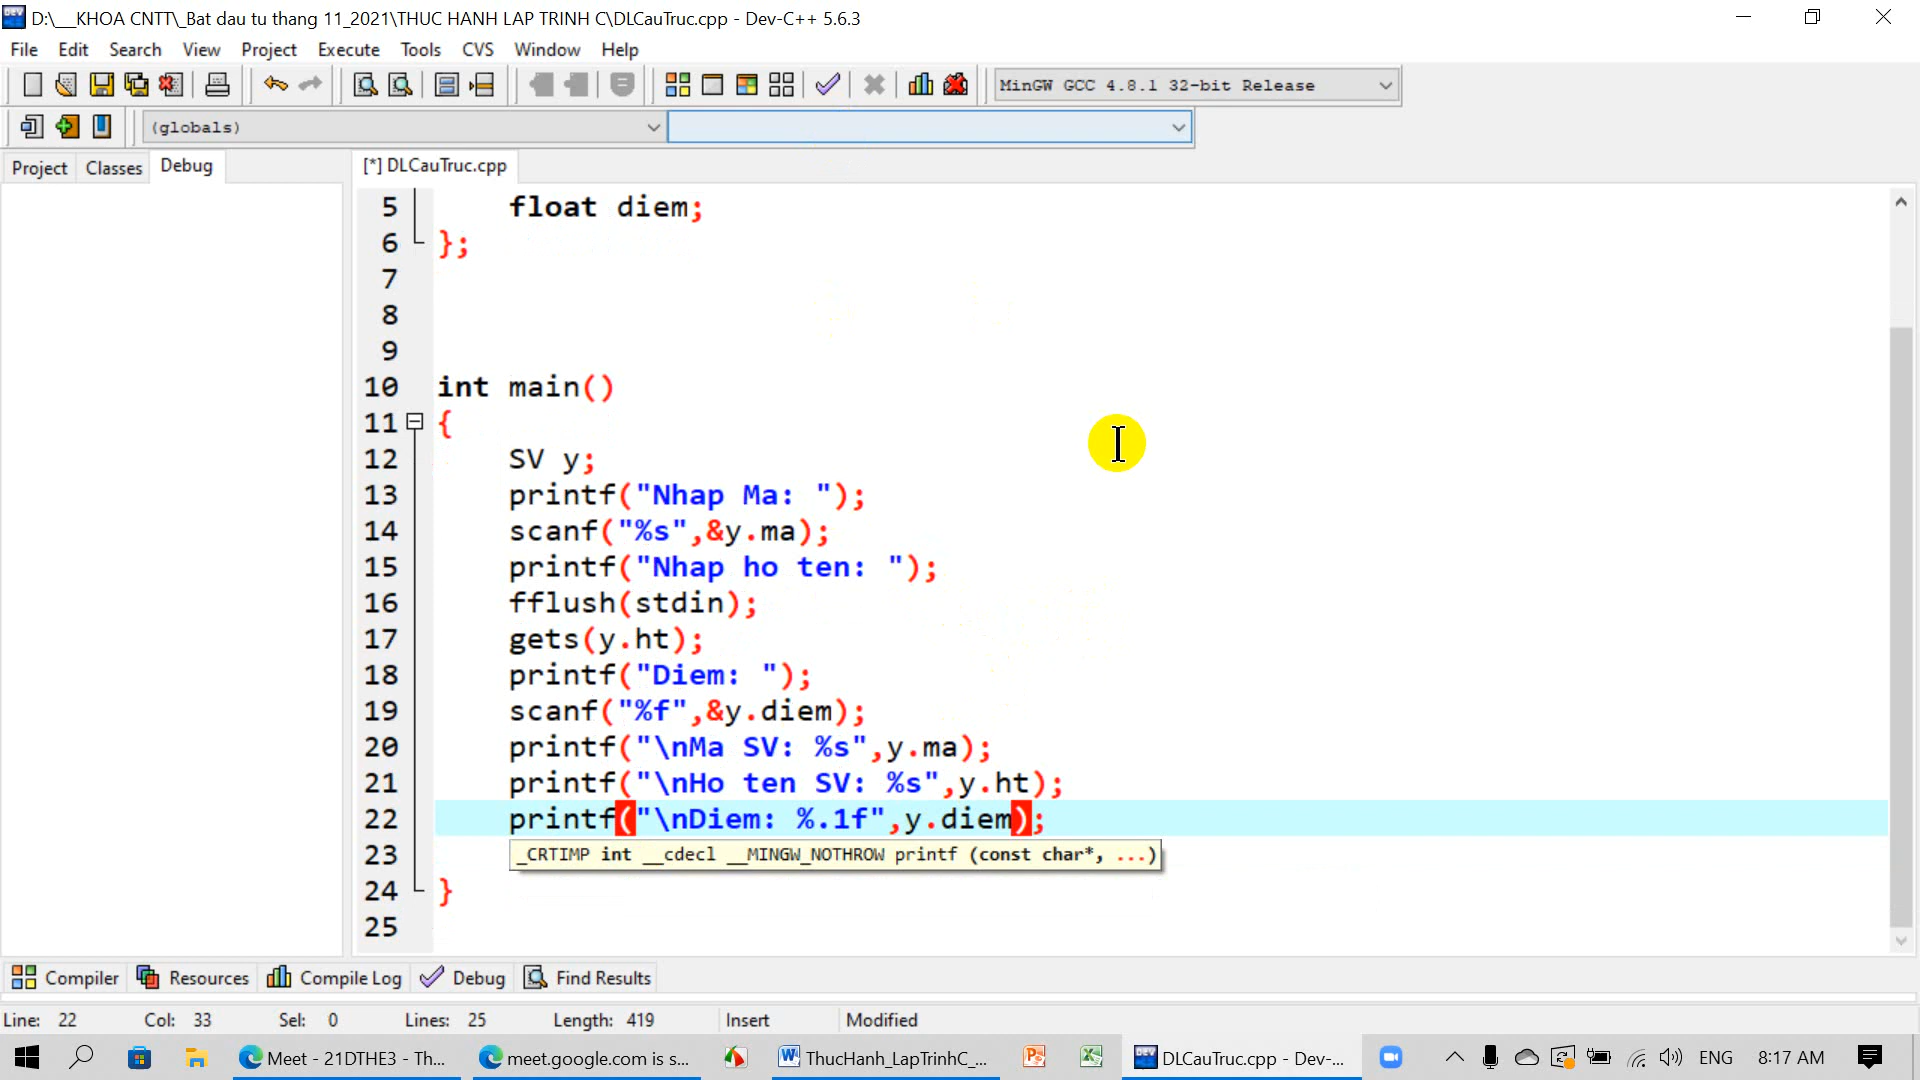 D:\__KHOA CNTT\_Bat dau tu thang 11_2021\THUC HANH LAP TRINH C\DLCauTruc.cpp - Dev-C++ 5.6.3
File Edit Search View Project Execute Tools CVS Window Help
MinGW GCC 4.8.1 32-bit Release
(globals)
Project Classes Debug [*] DLCauTruc.cpp
5 float diem;
6 };
7
8
9
10 int main()
11 {
12 SV y;
13 printf("Nhap Ma: ");
14 scanf("%s",&y.ma);
15 printf("Nhap ho ten: ");
16 fflush(stdin);
17 gets(y.ht);
18 printf("Diem: ");
19 scanf("%f",&y.diem);
20 printf("\nMa SV: %s",y.ma);
21 printf("\nHo ten SV: %s",y.ht);
22 printf("\nDiem: %.1f",y.diem);
23 _CRTIMP int __cdecl __MINGW_NOTHROW printf (const char*, ...)
24 }
25
Compiler Resources Compile Log Debug Find Results
Line: 22 Col: 33 Sel: 0 Lines: 25 Length: 419 Insert Modified
Meet - 21DTHE3 - Th... meet.google.com is s... ThucHanh_LapTrinhC_... DLCauTruc.cpp - Dev-... ENG 8:17 AM